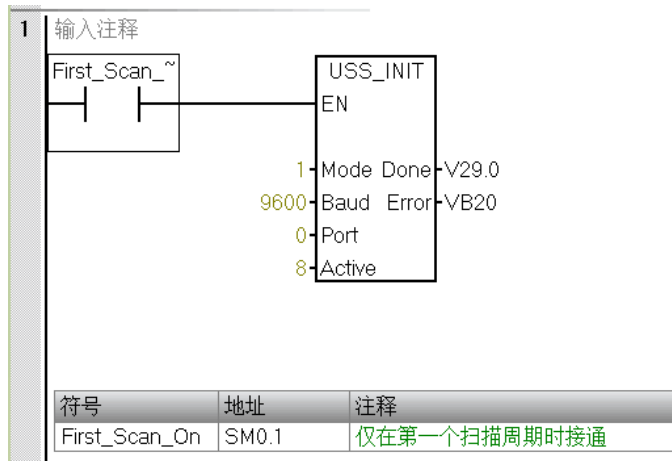 1 输入注释
First_Scan_~
USS_INIT
EN
1 Mode Done V29.0
9600 Baud Error VB20
0 Port
8 Active
符号 地址 注释
First_Scan_On SM0.1 仅在第一个扫描周期时接通